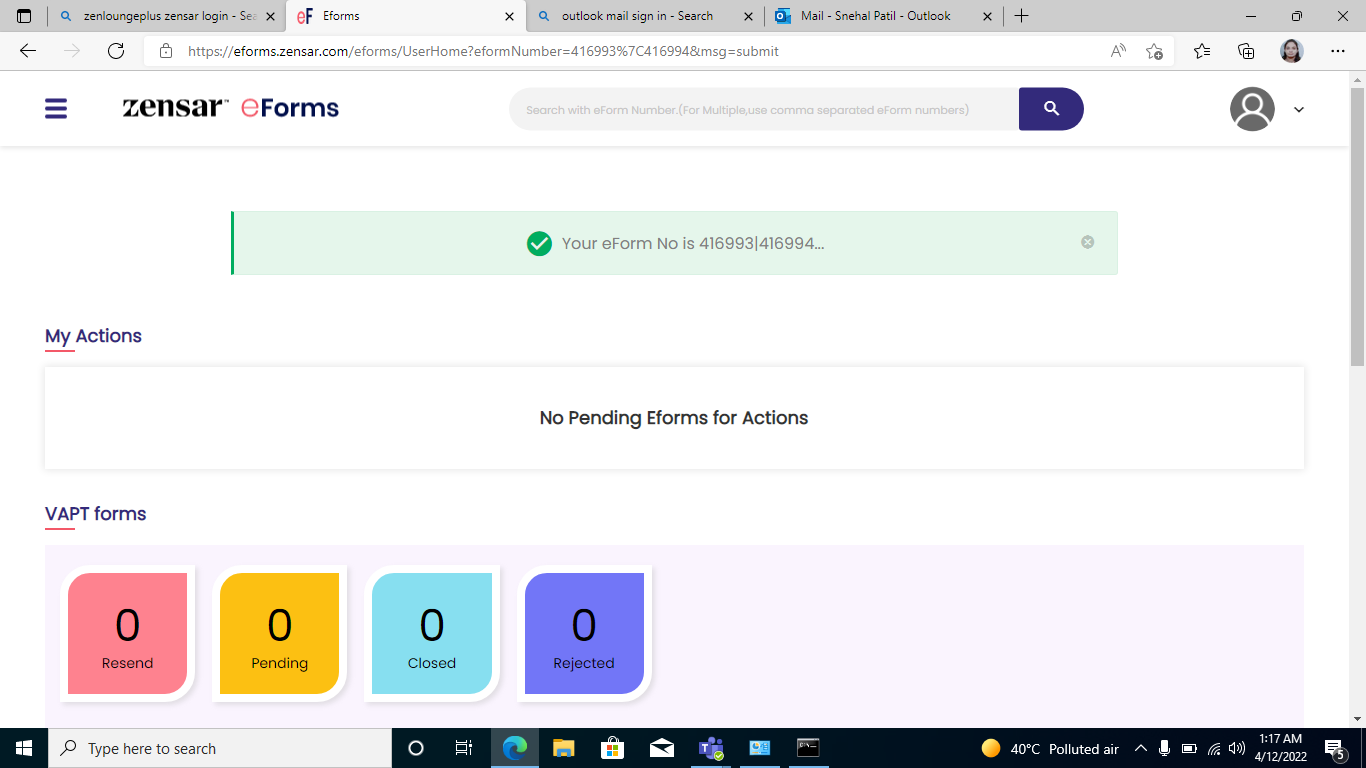 zenloungeplus zensar login - Sea
Eforms
outlook mail sign in - Search
Mail - Snehal Patil - Outlook
https://eforms.zensar.com/eforms/UserHome?eformNumber=416993%7C416994&msg=submit
zensar™ eForms
Search with eForm Number.(For Multiple,use comma separated eForm numbers)
Your eForm No is 416993|416994...
My Actions
No Pending Eforms for Actions
VAPT forms
0 0 0 0
Resend Pending Closed Rejected
Type here to search
40°C Polluted air
1:17 AM
4/12/2022
5